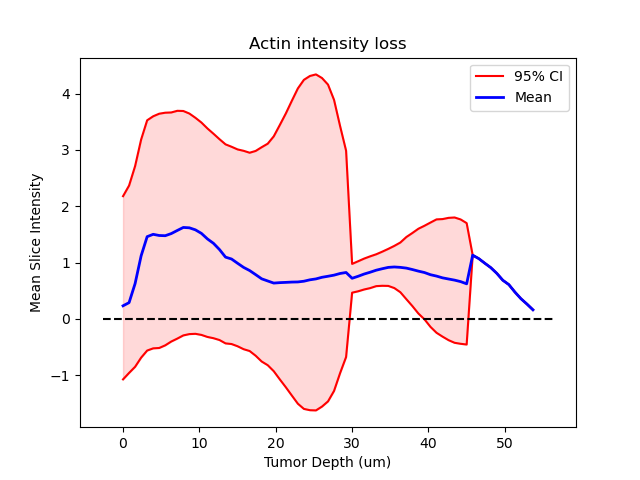 Actin intensity loss
95% CI
Mean
Mean Slice Intensity
4
3
2
1
0
−1
0 10 20 30 40 50
Tumor Depth (um)